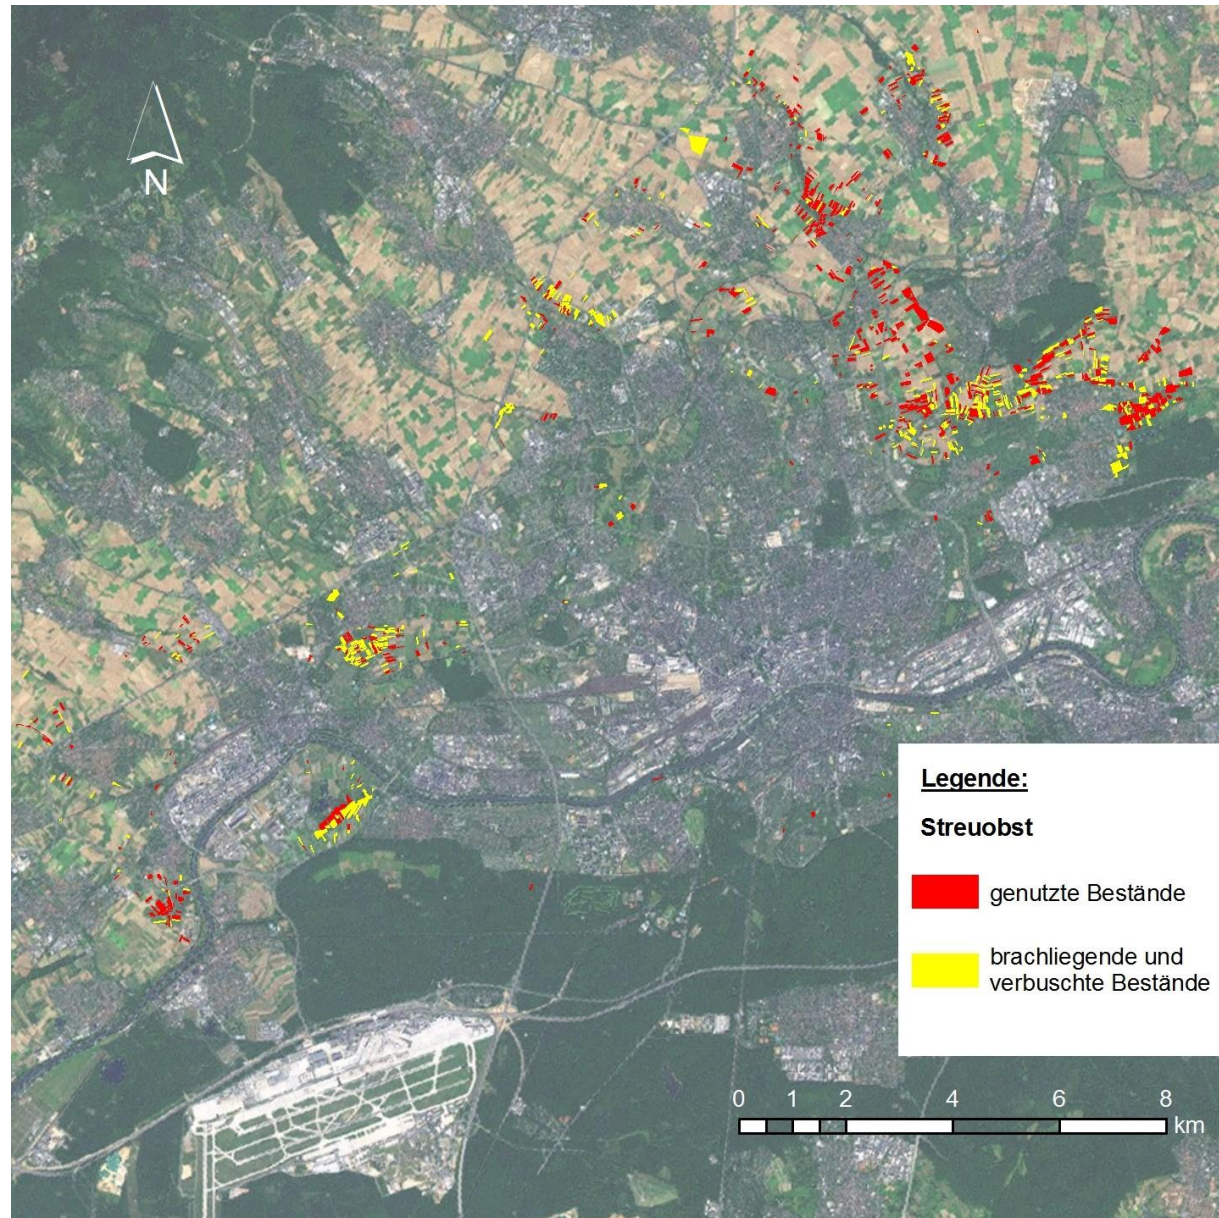 N
Legende:
Streuobst
genutzte Bestände
brachliegende und
verbuschte Bestände
0 1 2 4 6 8
km